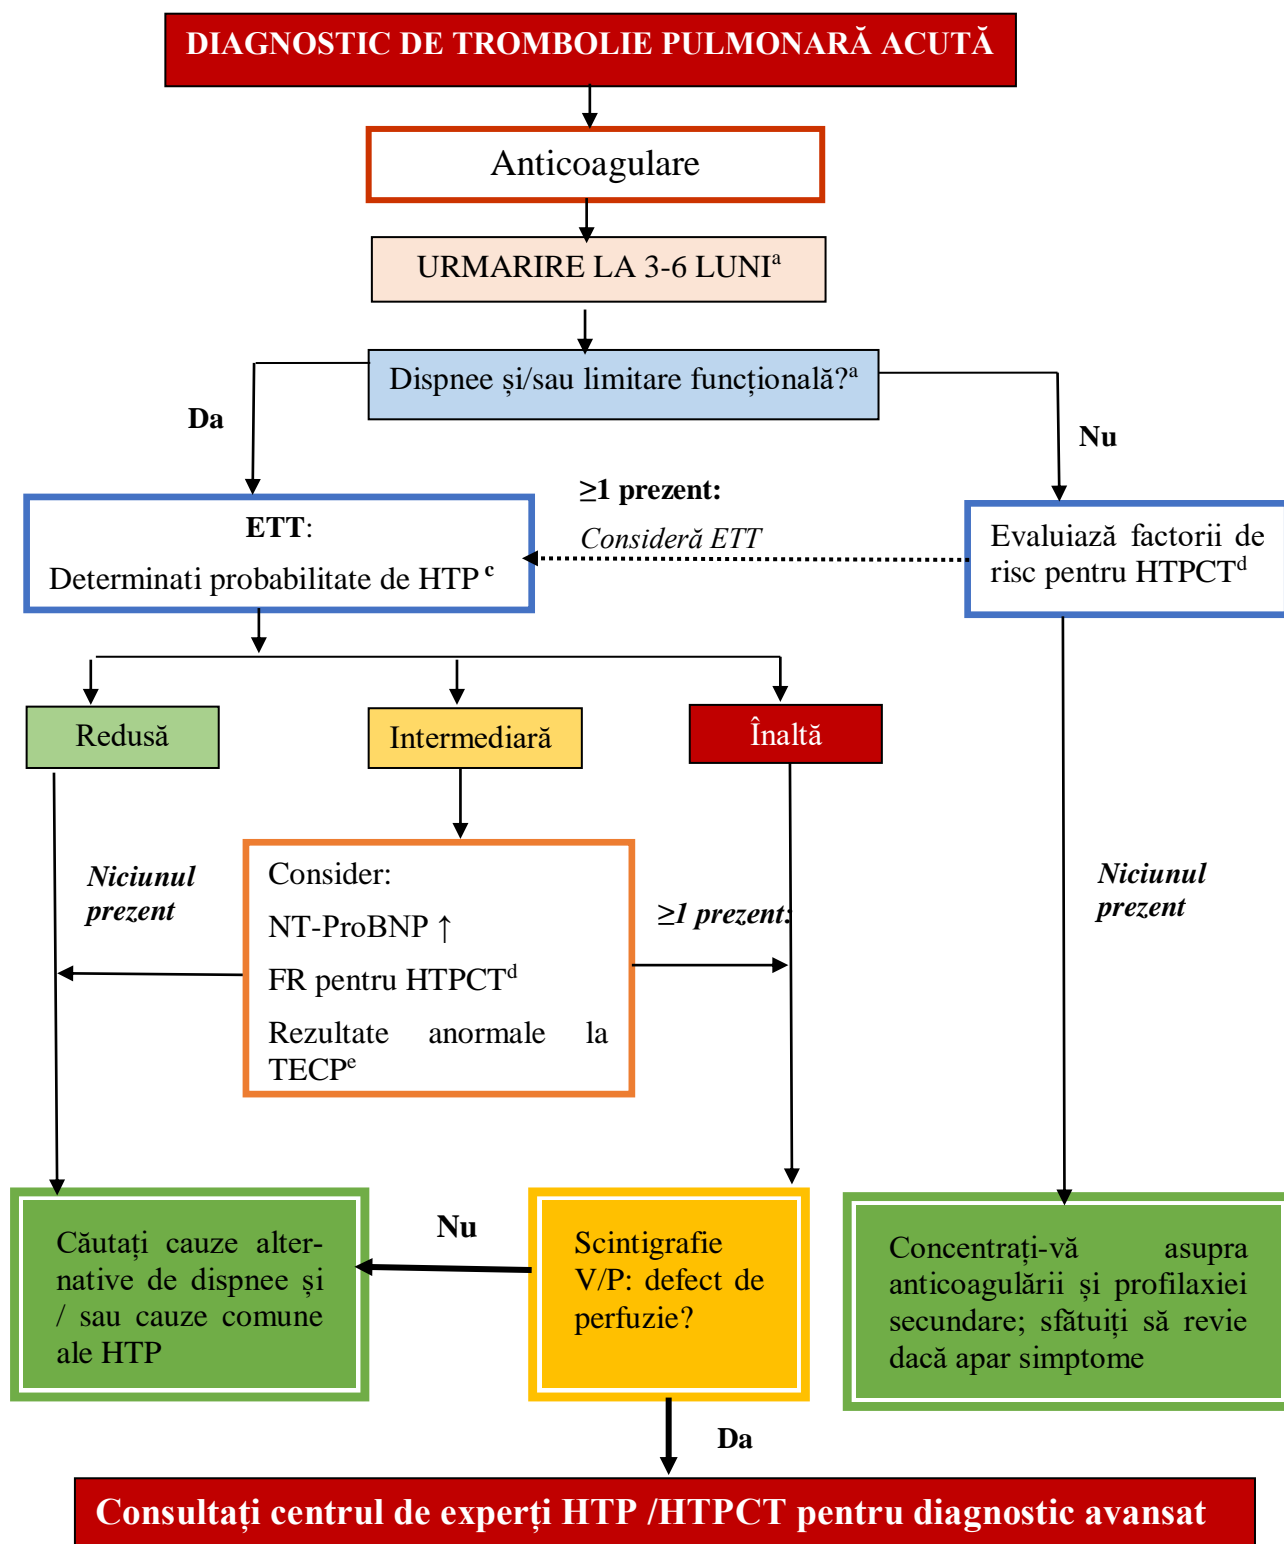 DIAGNOSTIC DE TROMBOLIE PULMONARĂ ACUTĂ
Anticoagulare
URMARIRE LA 3-6 LUNIᵃ
Dispnee și/sau limitare funcțională?ᵃ
Da
Nu
≥1 prezent:
Consideră ETT
ETT:
Determinati probabilitate de HTP ᶜ
Evaluiază factorii de
risc pentru HTPCTᵈ
Redusă
Intermediară
Înaltă
Niciunul
prezent
Consider:
NT-ProBNP ↑
FR pentru HTPCTᵈ
Rezultate anormale la
TECPᵉ
≥1 prezent:
Niciunul
prezent
Căutați cauze alter-
native de dispnee și
/ sau cauze comune
ale HTP
Nu
Scintigrafie
V/P: defect de
perfuzie?
Concentrați-vă asupra
anticoagulării și profilaxiei
secundare; sfătuiți să revie
dacă apar simptome
Da
Consultați centrul de experți HTP /HTPCT pentru diagnostic avansat